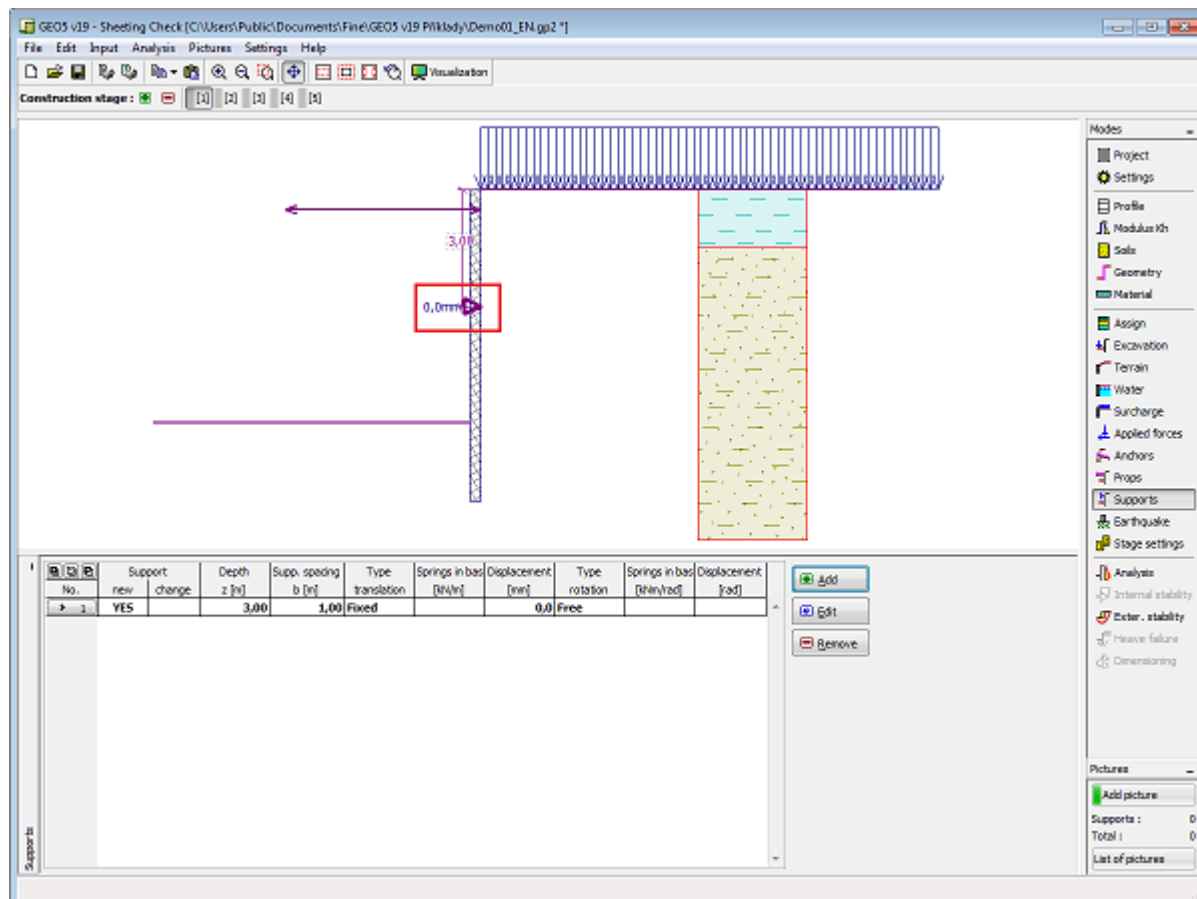 GEO5 v19 - Sheeting Check [C:\Users\Public\Documents\Fine\GEO5 v19 Příklady\Demo01_EN.gp2 *]
File Edit Input Analysis Pictures Settings Help
Visualization
Construction stage : [1] [2] [3] [4] [5]
3,00
0,0mm
Modes
Project
Settings
Profile
Modulus Kh
Soils
Geometry
Material
Assign
Excavation
Terrain
Water
Surcharge
Applied forces
Anchors
Props
Supports
Earthquake
Stage settings
Analysis
Internal stability
Exter. stability
Heave failure
Dimensioning
Support Depth Supp. spacing Type Springs in bas Displacement Type Springs in bas Displacement
No. new change z [m] b [m] translation [kN/m] [mm] rotation [kNm/rad] [rad]
1 YES 3,00 1,00 Fixed 0,0 Free
Add
Edit
Remove
Supports
Pictures
Add picture
Supports : 0
Total : 0
List of pictures